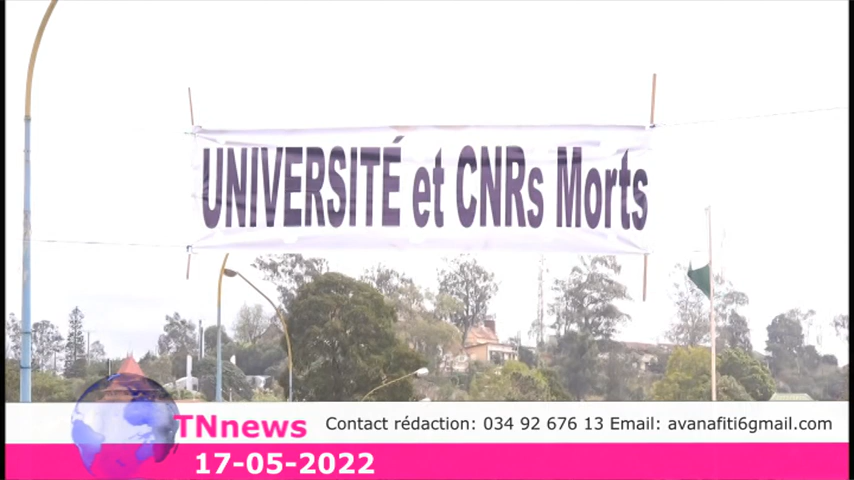 UNIVERSITÉ et CNRs Morts
TNnews Contact rédaction: 034 92 676 13 Email: avanafiti6gmail.com
17-05-2022